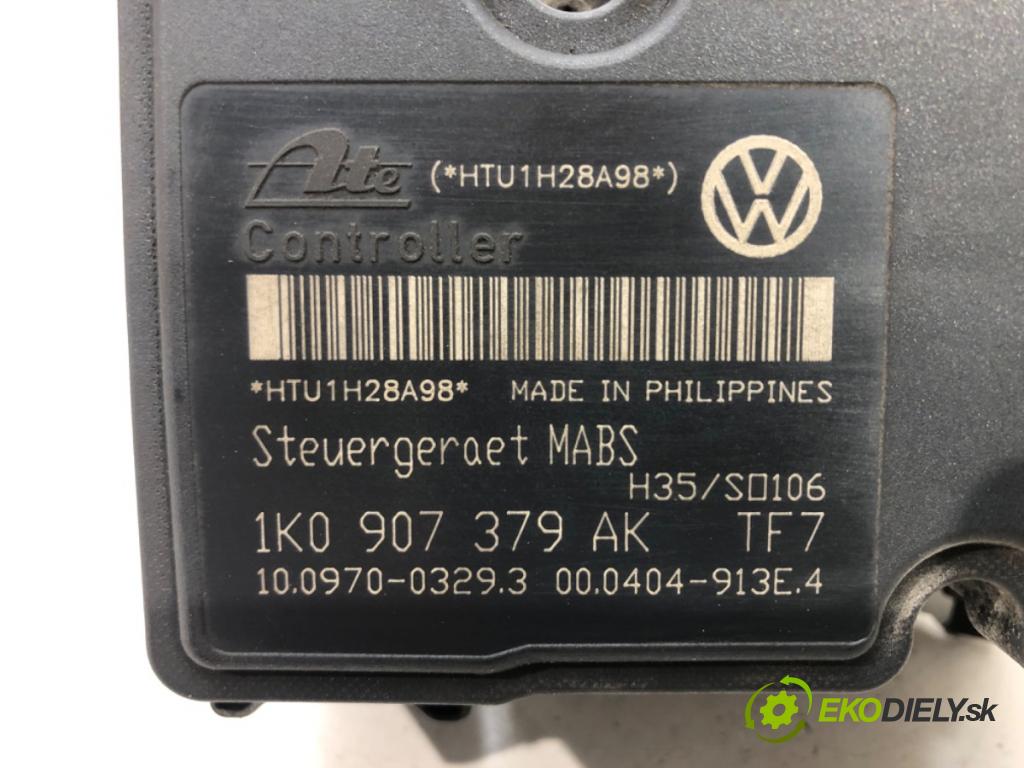 Ate (*HTU1H28A98*)
Controller
*HTU1H28A98* MADE IN PHILIPPINES
Steuergeraet MABS
H35/S□106
1K0 907 379 AK TF7
10.0970-0329.3 00.0404-913E.4
EKODIELY.sk